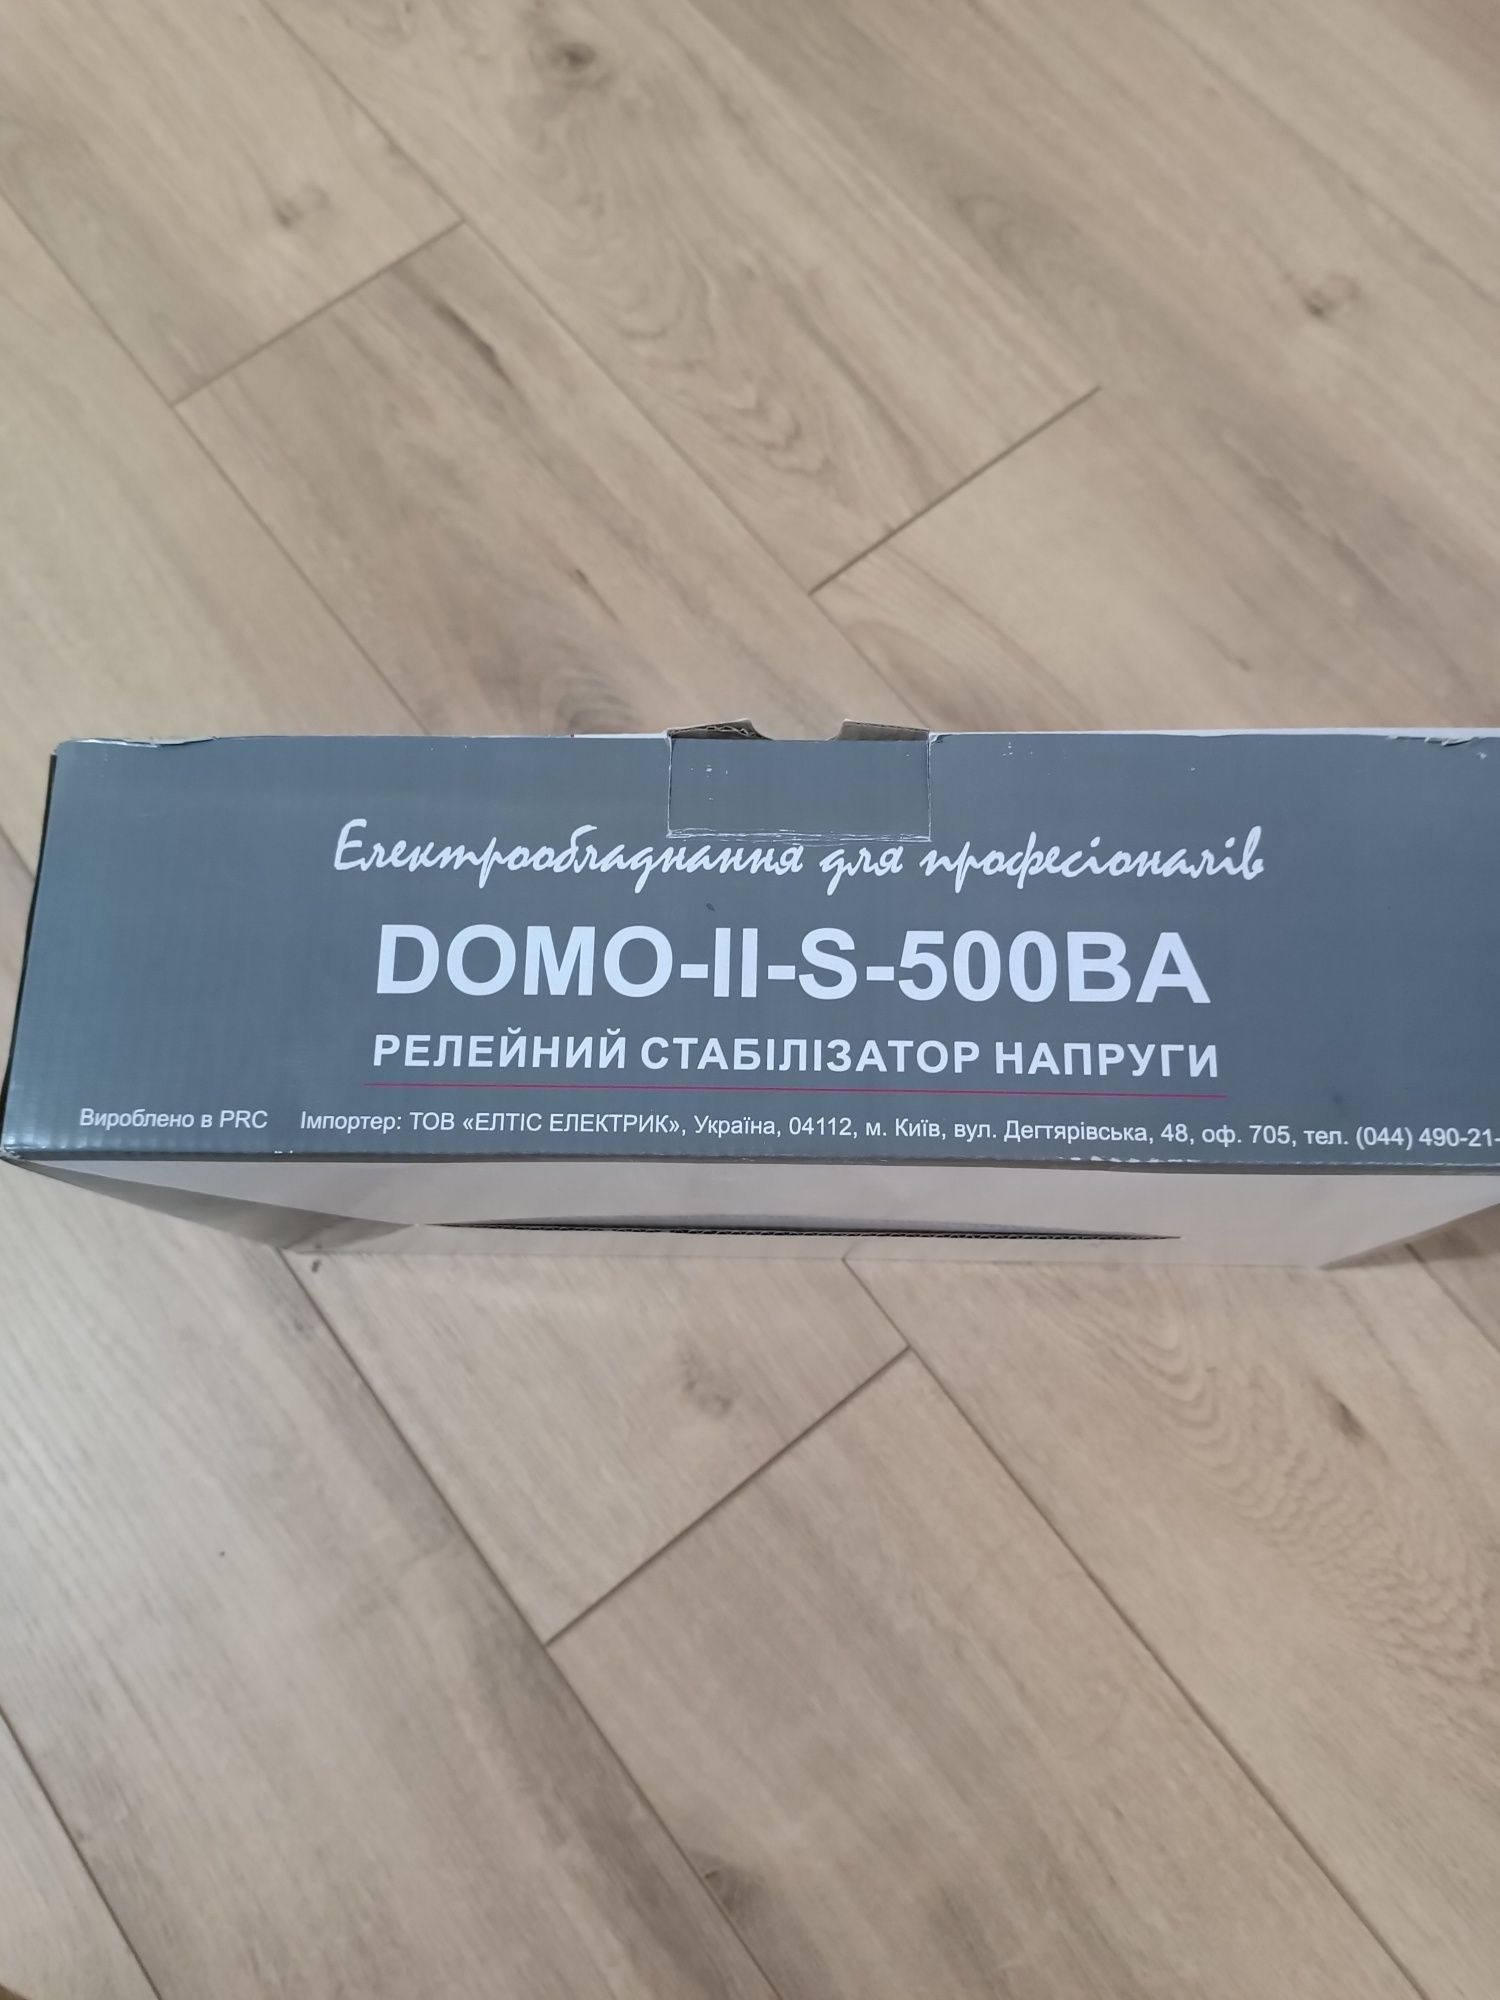 Електрообладнання для професіоналів
DOMO-II-S-500ВА
РЕЛЕЙНИЙ СТАБІЛІЗАТОР НАПРУГИ
Вироблено в PRC Імпортер: ТОВ «ЕЛТІС ЕЛЕКТРИК», Україна, 04112, м. Київ, вул. Дегтярівська, 48, оф. 705, тел. (044) 490-21-